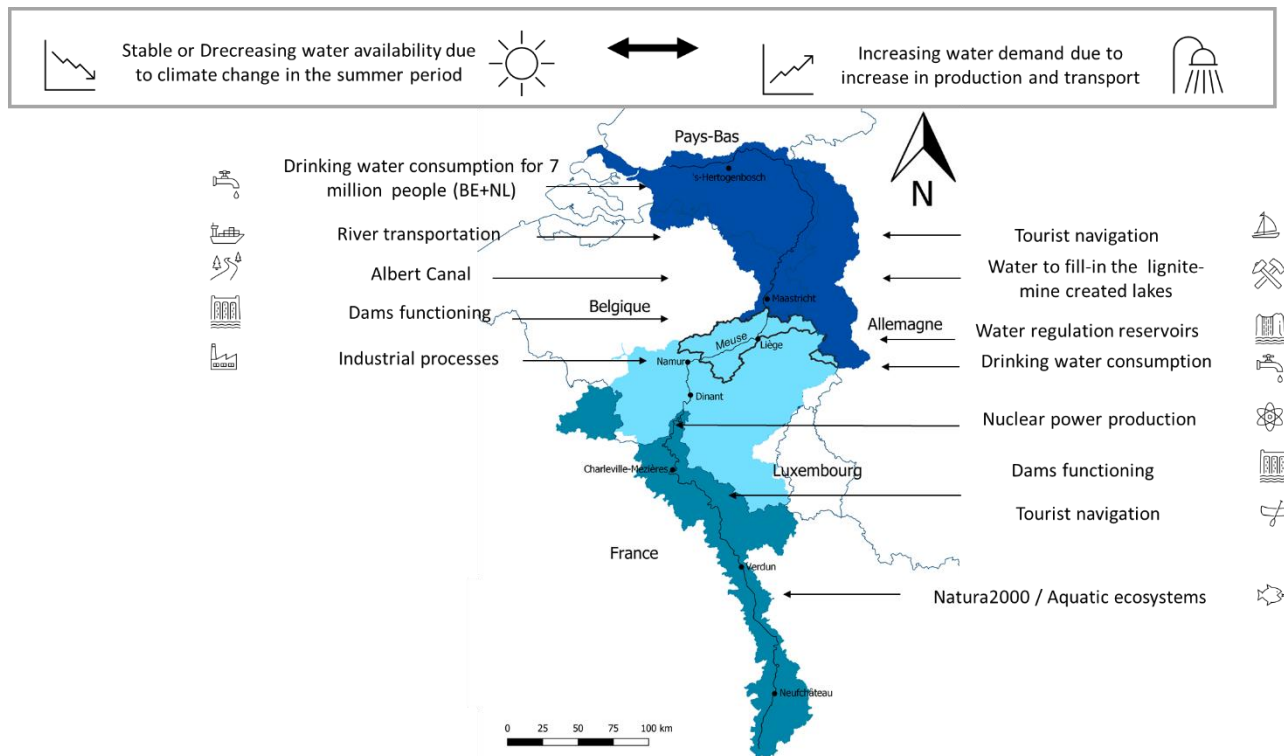 Stable or Drecreasing water availability due
to climate change in the summer period
Increasing water demand due to
increase in production and transport
Pays-Bas
's-Hertogenbosch
N
Drinking water consumption for 7
million people (BE+NL)
River transportation
Tourist navigation
Albert Canal
Water to fill-in the lignite-
mine created lakes
Maastricht
Dams functioning
Belgique
Allemagne
Water regulation reservoirs
Meuse
Liège
Industrial processes
Namur
Drinking water consumption
Dinant
Nuclear power production
Charleville-Mezières
Luxembourg
Dams functioning
Tourist navigation
France
Verdun
Natura2000 / Aquatic ecosystems
Neufchâteau
0 25 50 75 100 km